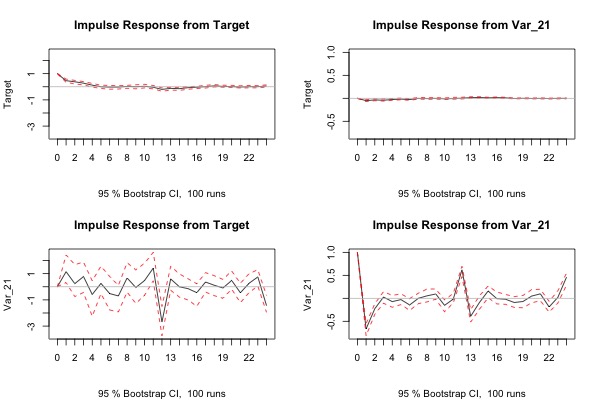 Impulse Response from Target
Target
1
-1
-3
0 2 4 6 8 10 13 16 19 22
95 % Bootstrap CI, 100 runs
Impulse Response from Var_21
Target
1.0
0.5
-0.5
0 2 4 6 8 10 13 16 19 22
95 % Bootstrap CI, 100 runs
Impulse Response from Target
Var_21
1
-1
-3
0 2 4 6 8 10 13 16 19 22
95 % Bootstrap CI, 100 runs
Impulse Response from Var_21
Var_21
1.0
0.5
-0.5
0 2 4 6 8 10 13 16 19 22
95 % Bootstrap CI, 100 runs